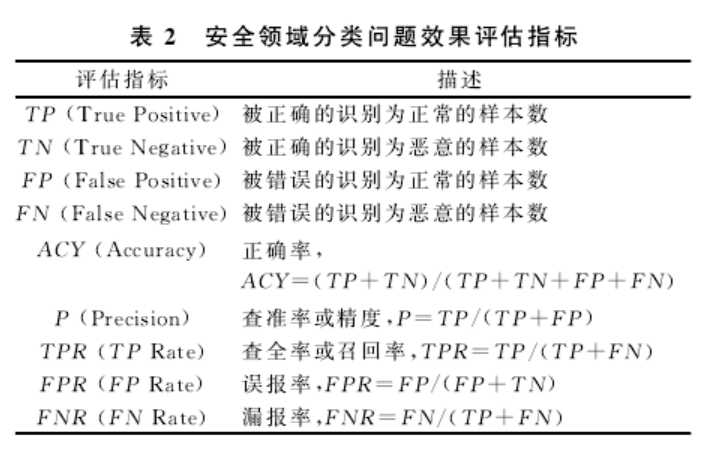 表 2 安全领域分类问题效果评估指标
评估指标 描述
TP (True Positive) 被正确的识别为正常的样本数
TN (True Negative) 被正确的识别为恶意的样本数
FP (False Positive) 被错误的识别为正常的样本数
FN (False Negative) 被错误的识别为恶意的样本数
ACY (Accuracy) 正确率,
ACY=(TP+TN)/(TP+TN+FP+FN)
P (Precision) 查准率或精度,P=TP/(TP+FP)
TPR (TP Rate) 查全率或召回率,TPR=TP/(TP+FN)
FPR (FP Rate) 误报率,FPR=FP/(FP+TN)
FNR (FN Rate) 漏报率,FNR=FN/(TP+FN)